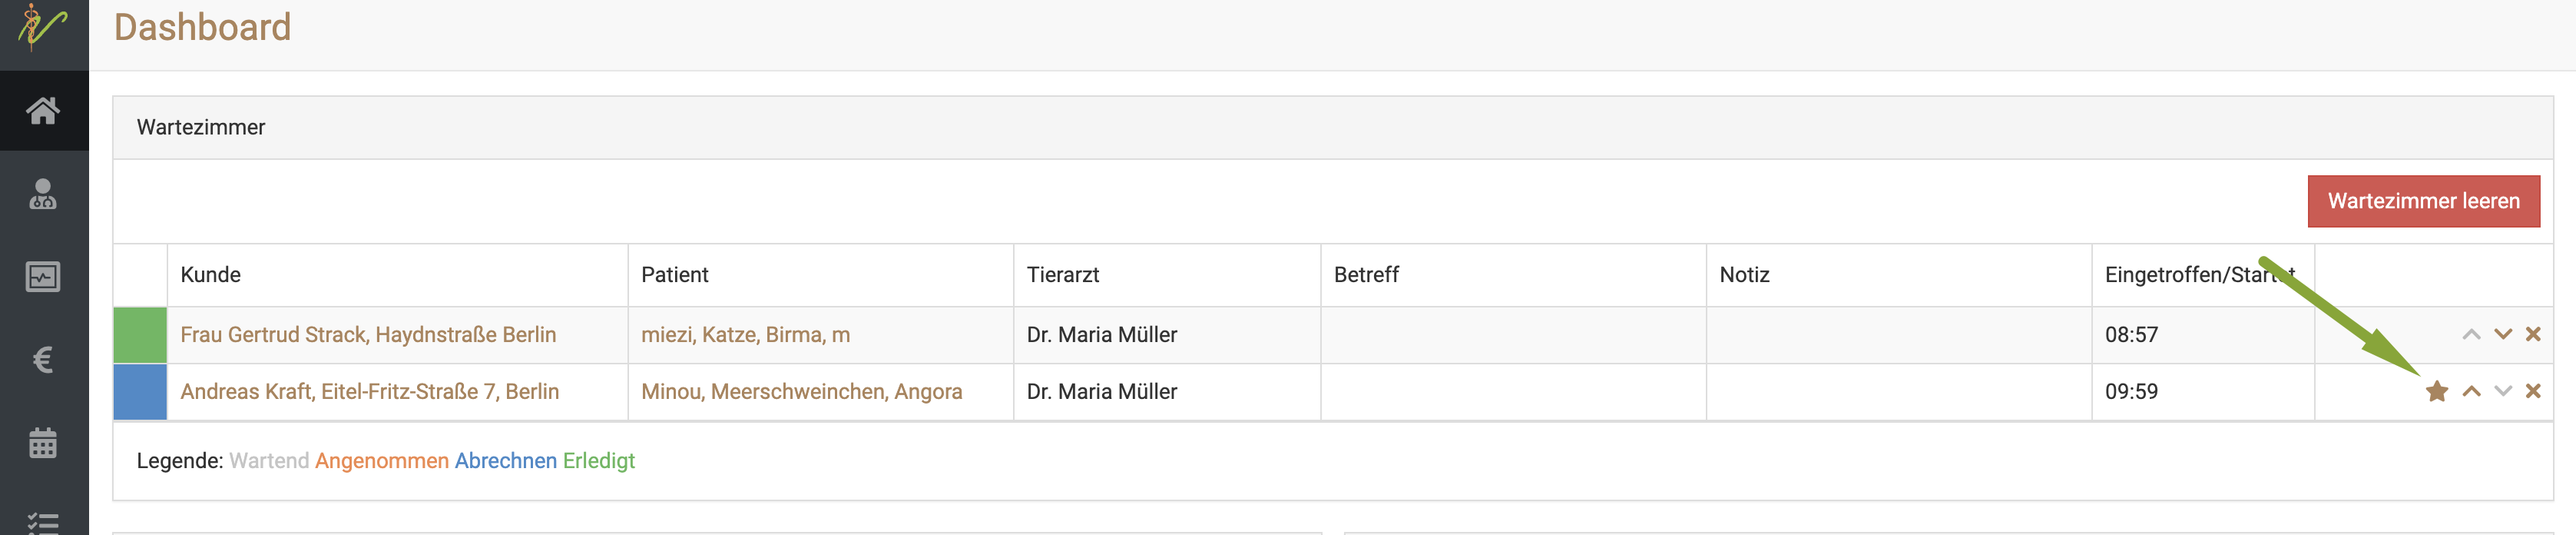 Dashboard
Wartezimmer
Wartezimmer leeren
Kunde Patient Tierarzt Betreff Notiz Eingetroffen/Startet
Frau Gertrud Strack, Haydnstraße Berlin miezi, Katze, Birma, m Dr. Maria Müller 08:57
Andreas Kraft, Eitel-Fritz-Straße 7, Berlin Minou, Meerschweinchen, Angora Dr. Maria Müller 09:59
Legende: Wartend Angenommen Abrechnen Erledigt